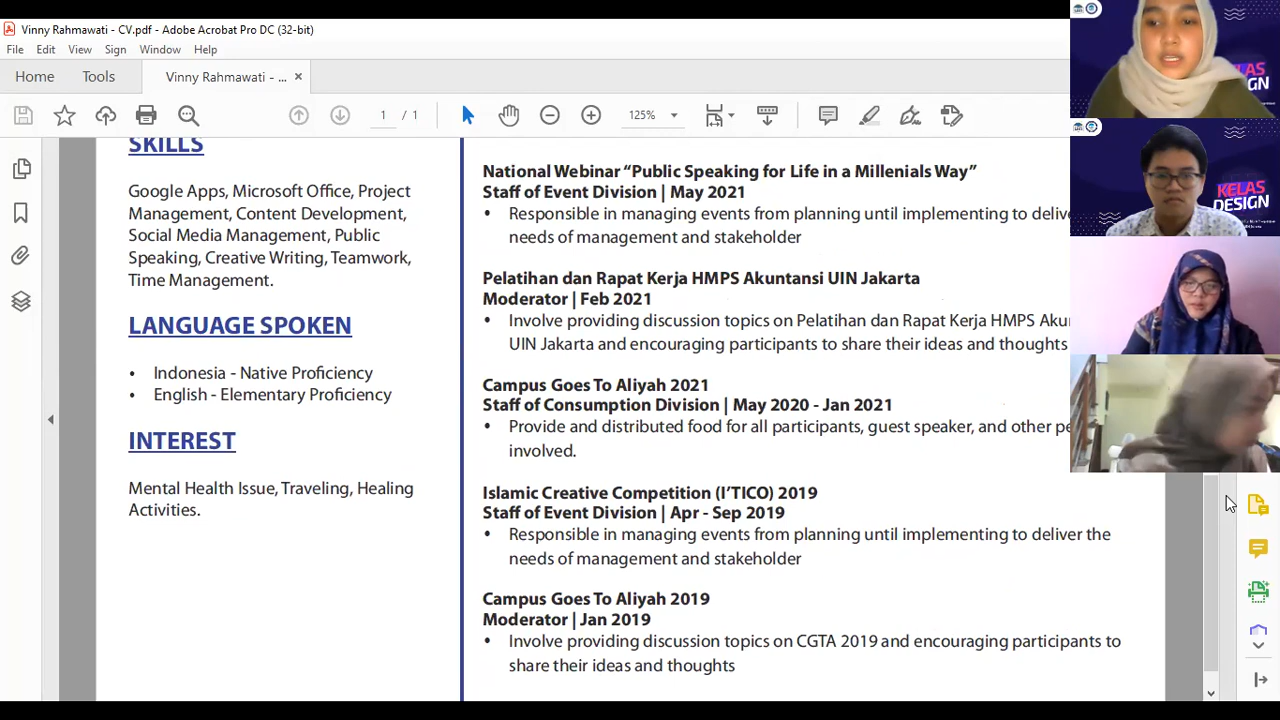 Vinny Rahmawati - CV.pdf - Adobe Acrobat Pro DC (32-bit)
File Edit View Sign Window Help
Home Tools Vinny Rahmawati - ... ×
1 / 1 125%
SKILLS
Google Apps, Microsoft Office, Project
Management, Content Development,
Social Media Management, Public
Speaking, Creative Writing, Teamwork,
Time Management.
LANGUAGE SPOKEN
• Indonesia - Native Proficiency
• English - Elementary Proficiency
INTEREST
Mental Health Issue, Traveling, Healing
Activities.
National Webinar “Public Speaking for Life in a Millenials Way”
Staff of Event Division | May 2021
• Responsible in managing events from planning until implementing to
needs of management and stakeholder
Pelatihan dan Rapat Kerja HMPS Akuntansi UIN Jakarta
Moderator | Feb 2021
• Involve providing discussion topics on Pelatihan dan Rapat Kerja HMPS
UIN Jakarta and encouraging participants to share their ideas and thoughts
Campus Goes To Aliyah 2021
Staff of Consumption Division | May 2020 - Jan 2021
• Provide and distributed food for all participants, guest speaker, and other
involved.
Islamic Creative Competition (I’TICO) 2019
Staff of Event Division | Apr - Sep 2019
• Responsible in managing events from planning until implementing to deliver the
needs of management and stakeholder
Campus Goes To Aliyah 2019
Moderator | Jan 2019
• Involve providing discussion topics on CGTA 2019 and encouraging participants to
share their ideas and thoughts
KELAS
DESIGN